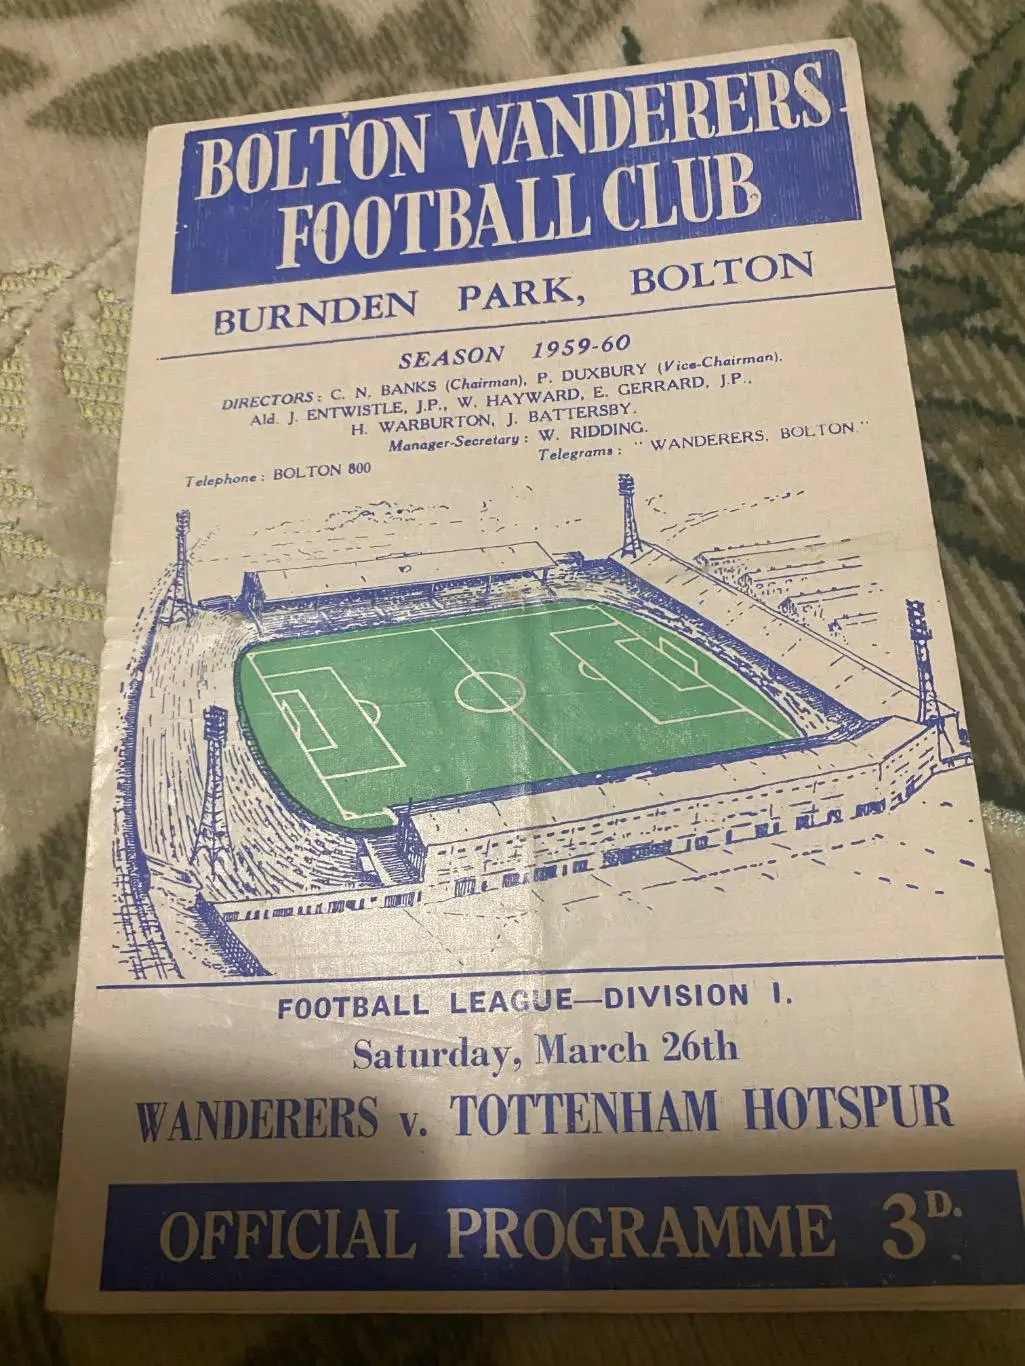 BOLTON WANDERERS
FOOTBALL CLUB
BURNDEN PARK, BOLTON
SEASON 1959-60
DIRECTORS: C. N. BANKS (Chairman), P. DUXBURY (Vice-Chairman).
Ald. J. ENTWISTLE, J.P., W. HAYWARD, E. GERRARD, J.P.,
H. WARBURTON, J. BATTERSBY.
Manager-Secretary: W. RIDDING.
Telephone: BOLTON 800 Telegrams: "WANDERERS, BOLTON"
FOOTBALL LEAGUE—DIVISION I.
Saturday, March 26th
WANDERERS v. TOTTENHAM HOTSPUR
OFFICIAL PROGRAMME 3D.